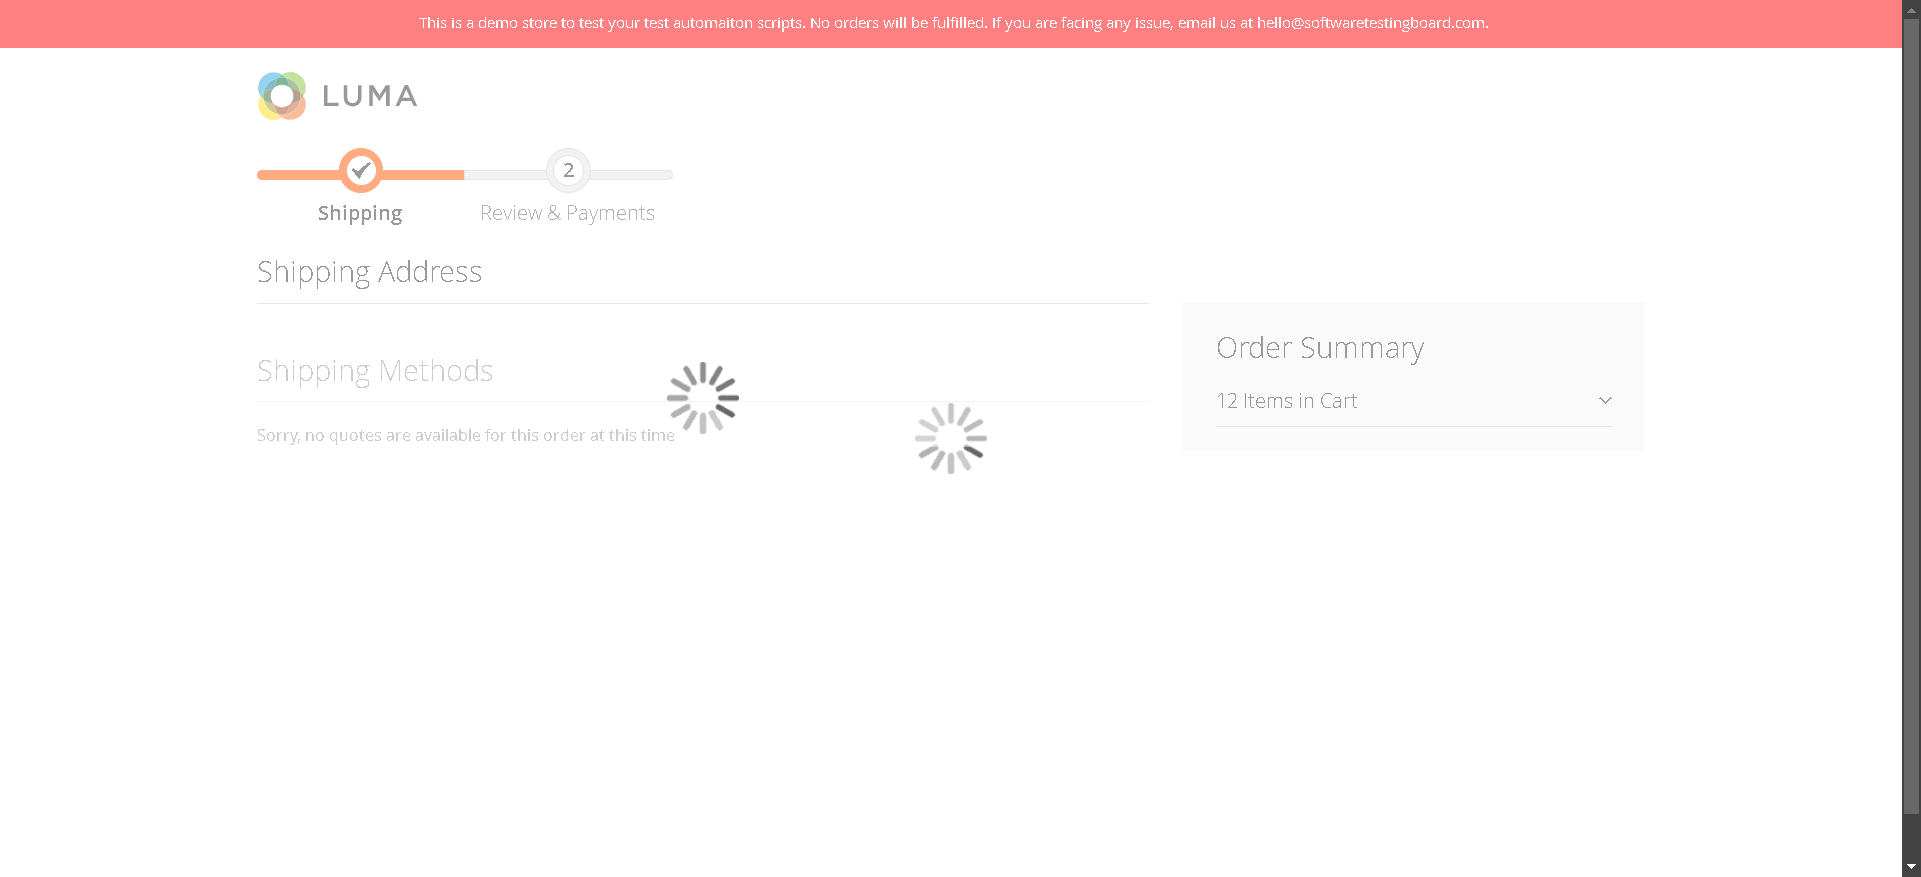 This is a demo store to test your test automaiton scripts. No orders will be fulfilled. If you are facing any issue, email us at hello@softwaretestingboard.com.
LUMA
2
Shipping
Review & Payments
Shipping Address
Shipping Methods
Sorry, no quotes are available for this order at this time
Order Summary
12 Items in Cart